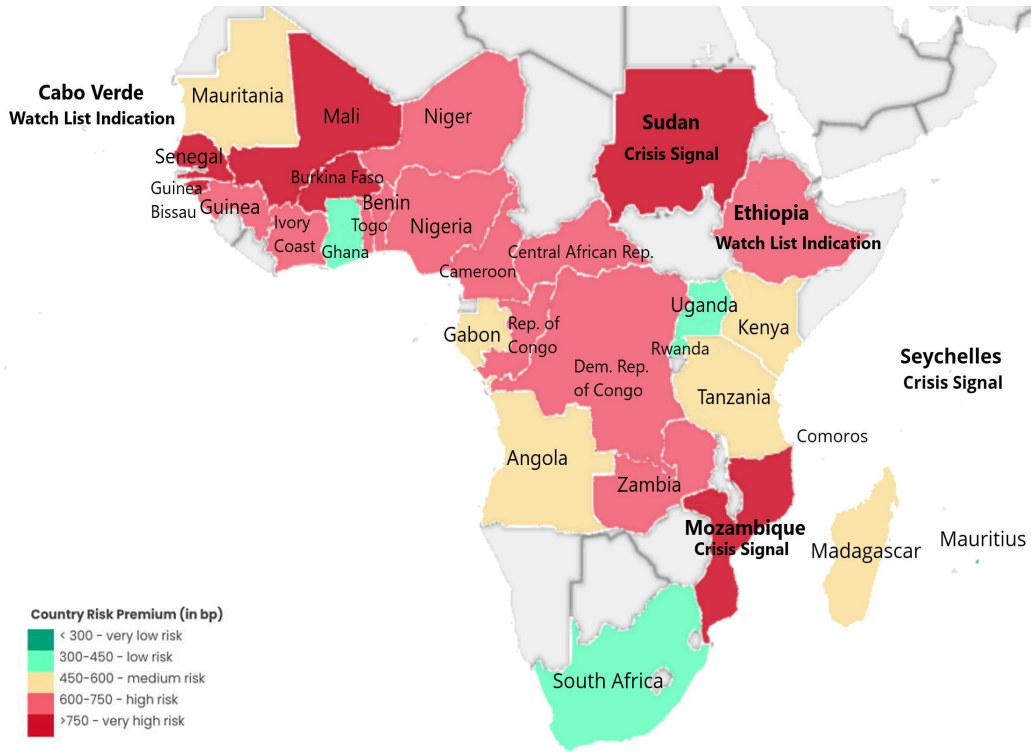 Cabo Verde
Watch List Indication
Mauritania
Mali
Niger
Sudan
Crisis Signal
Senegal
Burkina Faso
Guinea
Bissau
Guinea
Benin
Togo
Nigeria
Ivory
Coast
Ghana
Ethiopia
Watch List Indication
Central African Rep.
Cameroon
Uganda
Gabon
Rep. of
Congo
Kenya
Rwanda
Seychelles
Crisis Signal
Dem. Rep.
of Congo
Tanzania
Comoros
Angola
Zambia
Mozambique
Crisis Signal
Madagascar
Mauritius
South Africa
Country Risk Premium (in bp)
< 300 - very low risk
300-450 - low risk
450-600 - medium risk
600-750 - high risk
>750 - very high risk